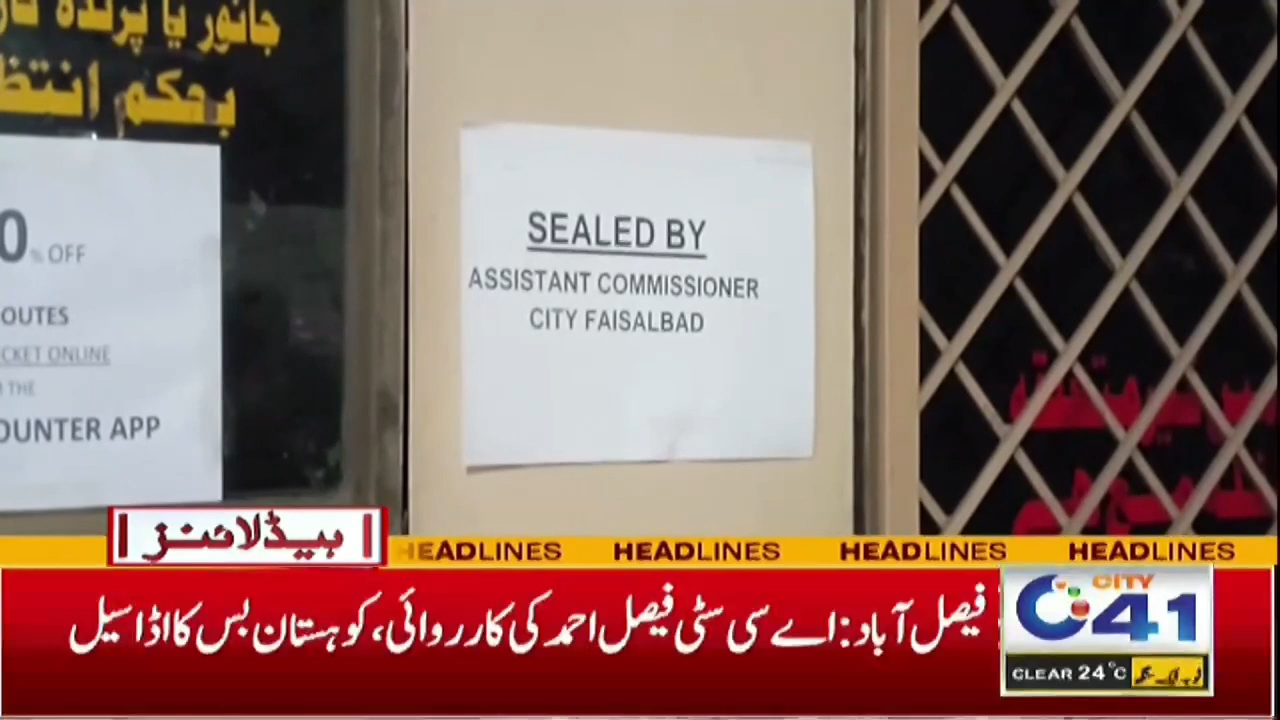 جانور یا پرندہ
بحکم
0% OFF
OUTES
CKET ONLINE
THE
OUNTER APP
SEALED BY
ASSISTANT COMMISSIONER
CITY FAISALBAD
ہیڈلائنز
HEADLINES HEADLINES HEADLINES HEADLINES
فیصل آباد: اے سی سٹی فیصل احمد کی کارروائی، کوہستان بس کا اڈا سیل
CITY
41
CLEAR 24°C